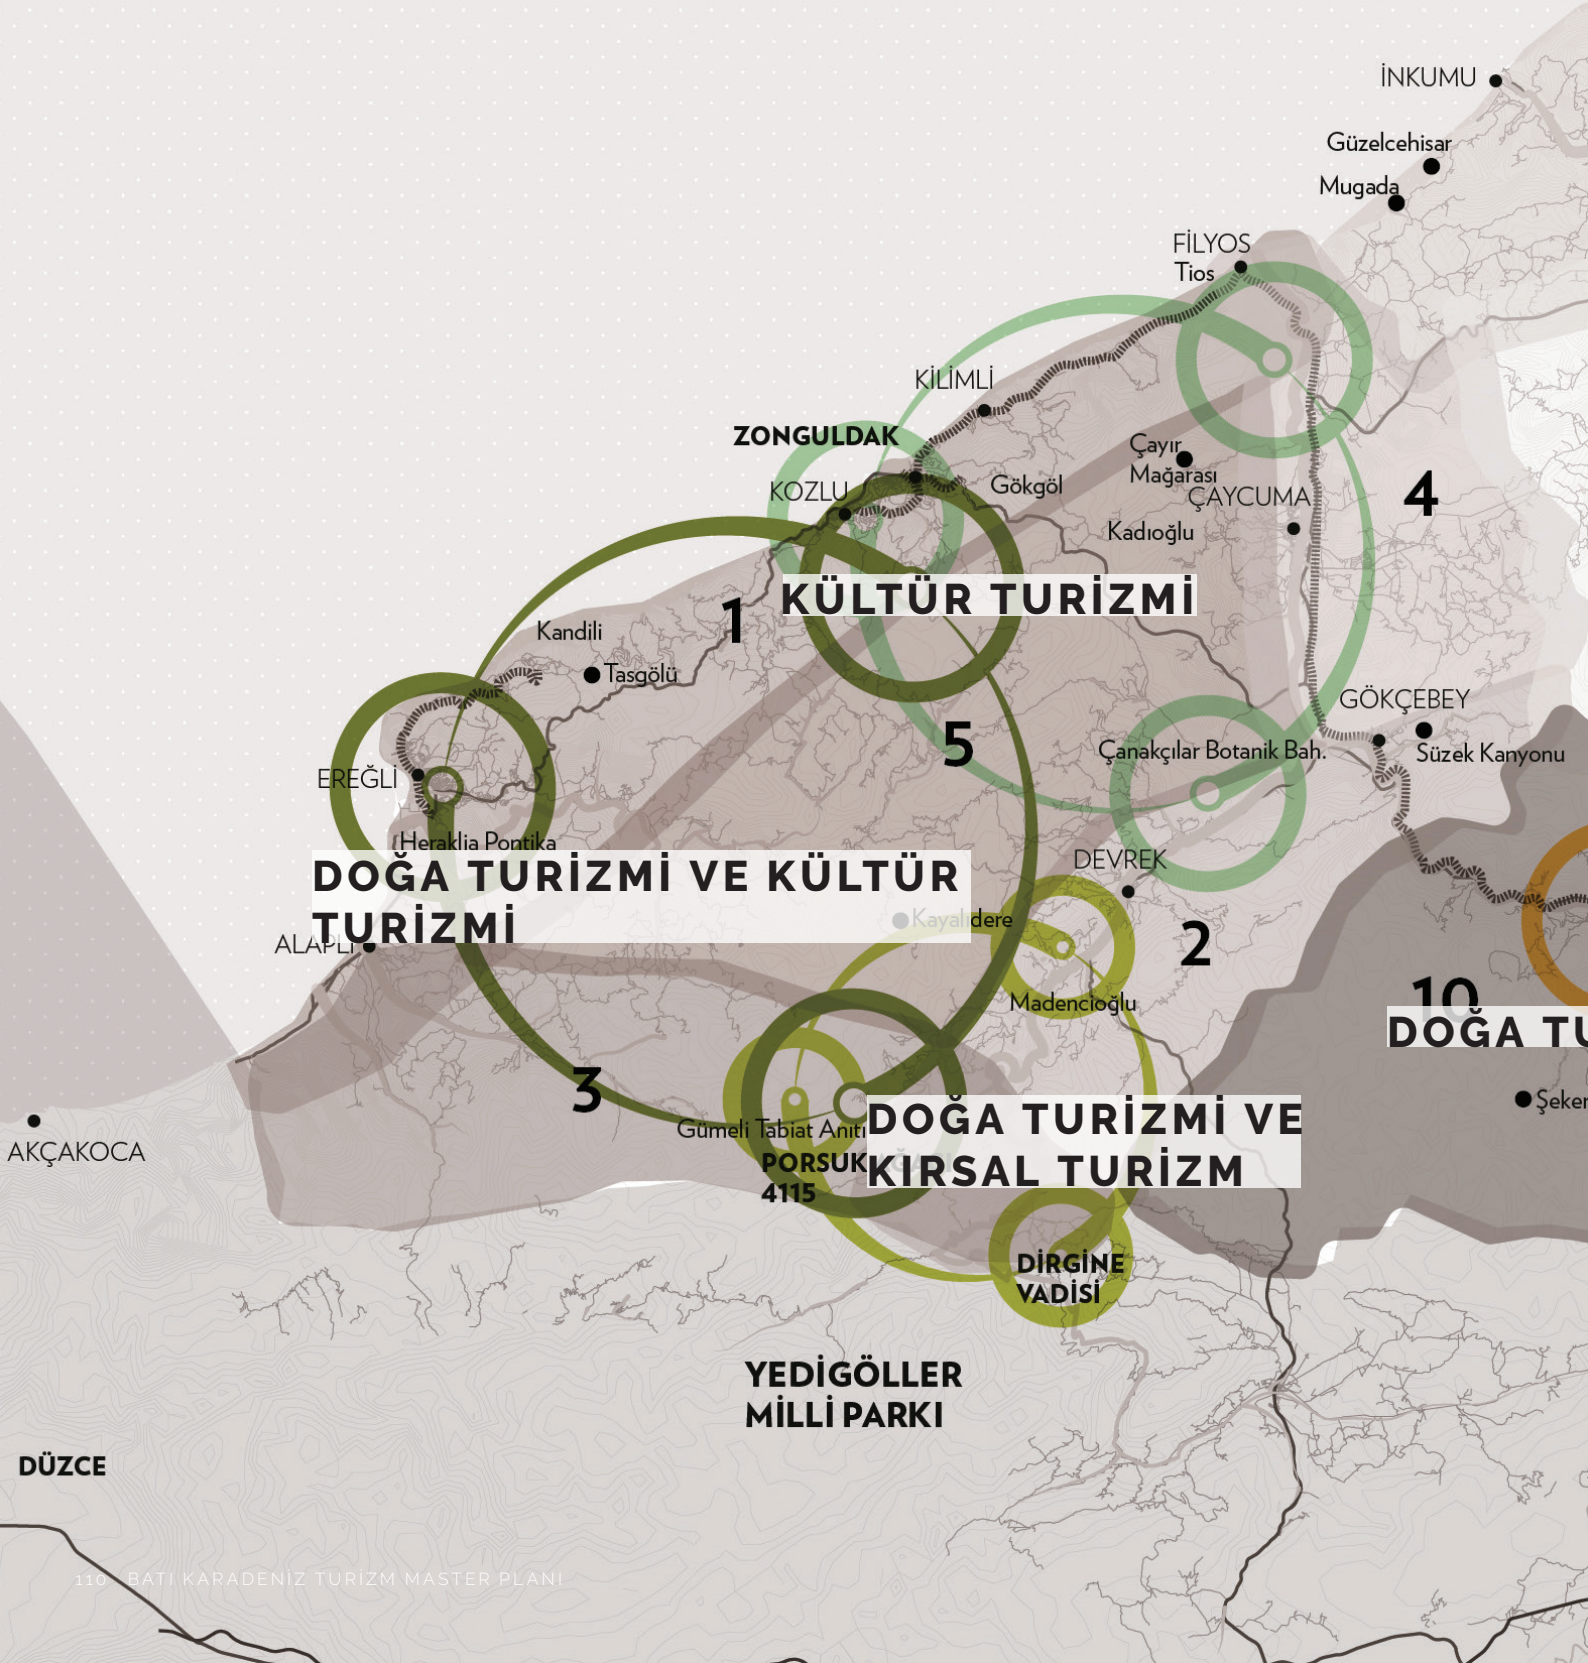 İNKUMU
Güzelcehisar
Mugada
FİLYOS
Tios
KİLİMLİ
ZONGULDAK
Çayır
Mağarası
KOZLU
Gökgöl
ÇAYCUMA
4
Kadıoğlu
KÜLTÜR TURİZMİ
1
Kandili
Tasgölü
GÖKÇEBEY
5
Çanakçılar Botanik Bah.
Süzek Kanyonu
EREĞLİ
Heraklia Pontika
DEVREK
DOĞA TURİZMİ VE KÜLTÜR
TURİZMİ
Kayalıdere
ALAPLI
2
Madencioğlu
10
DOĞA TU
3
Şeker
DOĞA TURİZMİ VE
KIRSAL TURİZM
Gümeli Tabiat Anıtı
PORSUK AĞACI
4115
AKÇAKOCA
DİRGİNE
VADİSİ
YEDİGÖLLER
MİLLİ PARKI
DÜZCE
110 BATI KARADENİZ TURİZM MASTER PLANI